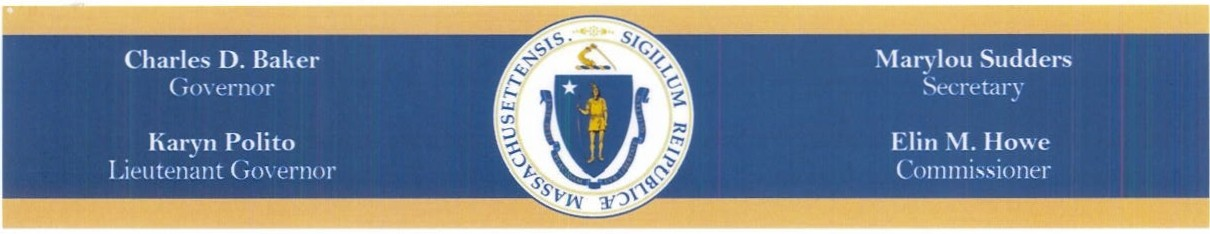 Charles D. Baker
Governor
Karyn Polito
Lieutenant Governor
MASSACHUSETTENSIS. SIGILLUM REIPUBLICÆ
Marylou Sudders
Secretary
Elin M. Howe
Commissioner